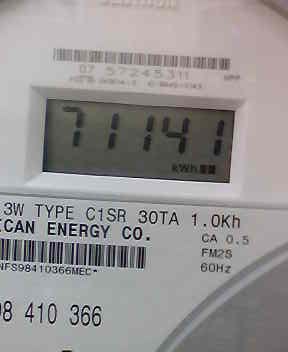 07 57245311
71141
kWh
3W TYPE C1SR 30TA 1.0Kh
ICAN ENERGY CO.
CA 0.5
FM2S
60Hz
NFS98410366MEC*
98 410 366